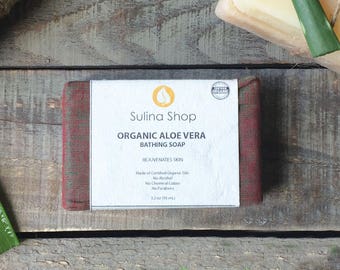 Sulina Shop
ORGANIC ALOE VERA
BATHING SOAP
REJUVENATES SKIN
Made of Certified Organic Oils
No Alcohol
No Chemical Lather
No Parabens